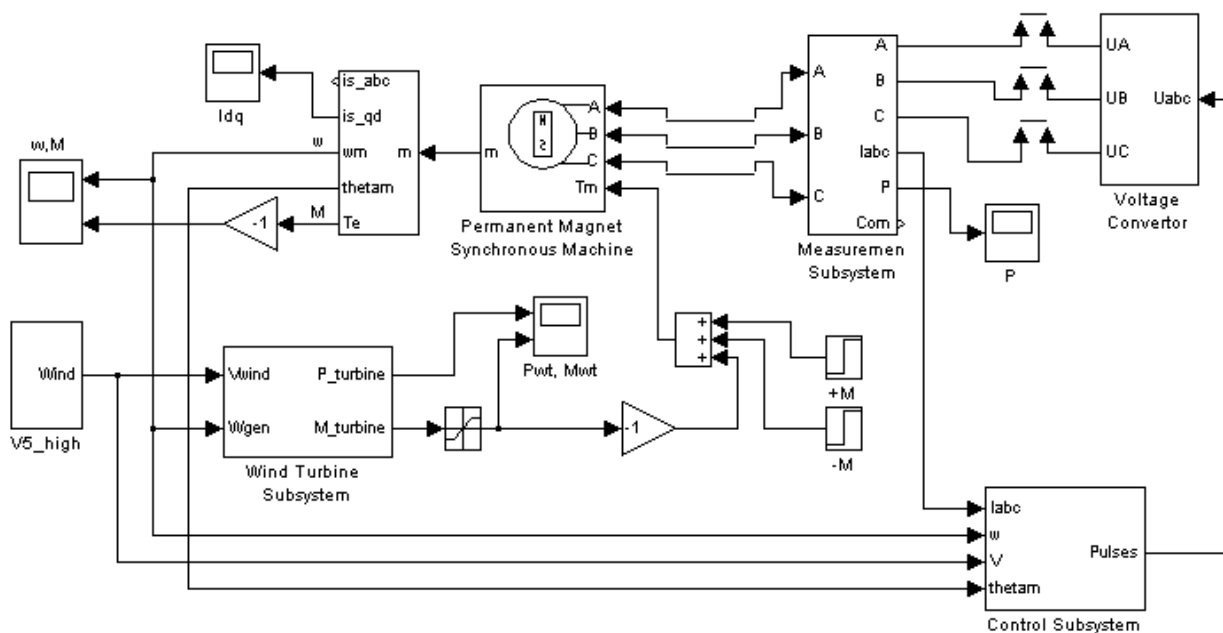 is_abc
is_qd
wm
thetam
Te
m
Idq
w
M
w,M
-1
m
N
S
A
B
C
Tm
Permanent Magnet
Synchronous Machine
A
B
C
A
B
C
Iabc
P
Com
Measuremen
Subsystem
P
UA
UB
UC
Uabc
Voltage
Convertor
Wind
V5_high
Vwind
Wgen
P_turbine
M_turbine
Wind Turbine
Subsystem
Pwt, Mwt
-1
+
+
+
+M
-M
Iabc
w
V
thetam
Pulses
Control Subsystem